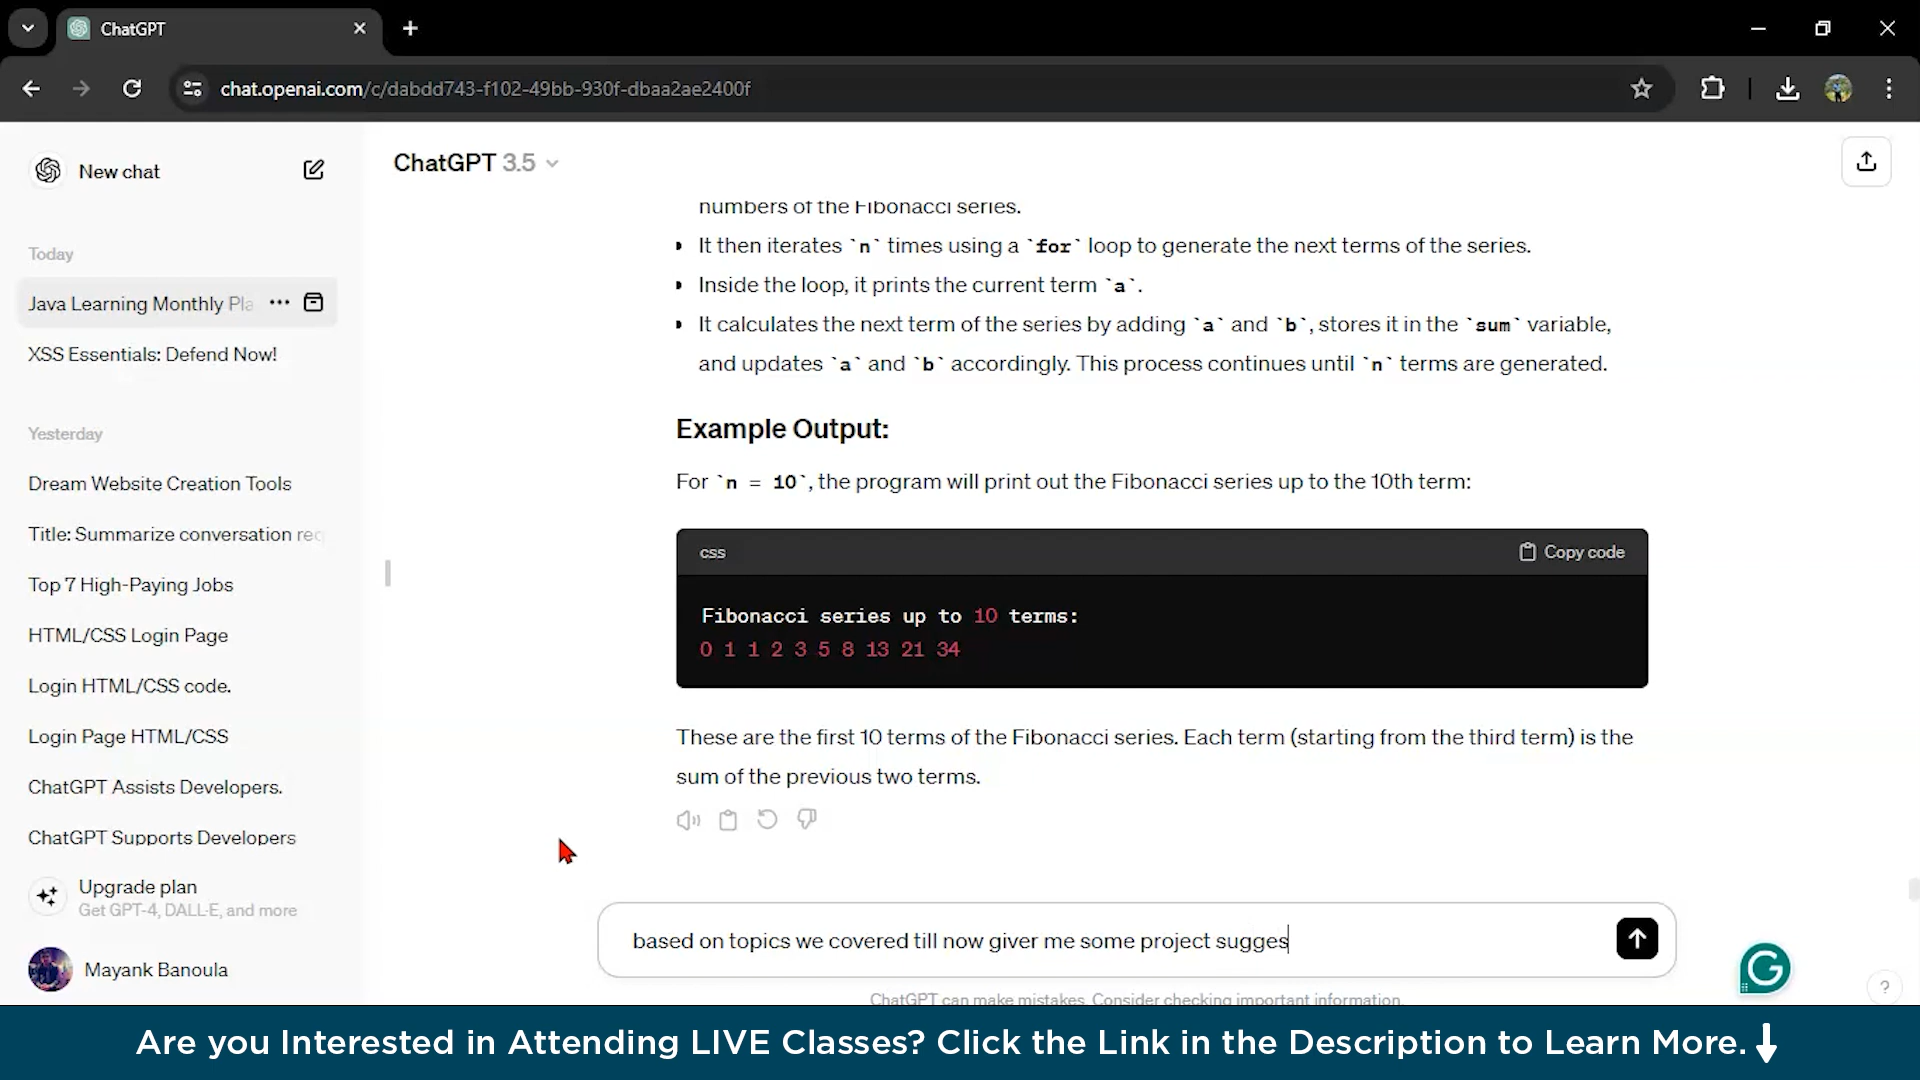 ChatGPT
chat.openai.com/c/dabdd743-f102-49bb-930f-dbaa2ae2400f
New chat
ChatGPT 3.5
Today
Java Learning Monthly Pla
XSS Essentials: Defend Now!
Yesterday
Dream Website Creation Tools
Title: Summarize conversation req
Top 7 High-Paying Jobs
HTML/CSS Login Page
Login HTML/CSS code.
Login Page HTML/CSS
ChatGPT Assists Developers.
ChatGPT Supports Developers
Upgrade plan
Get GPT-4, DALL·E, and more
Mayank Banoula
numbers of the Fibonacci series.
It then iterates `n` times using a `for` loop to generate the next terms of the series.
Inside the loop, it prints the current term `a`.
It calculates the next term of the series by adding `a` and `b`, stores it in the `sum` variable,
and updates `a` and `b` accordingly. This process continues until `n` terms are generated.
Example Output:
For `n = 10`, the program will print out the Fibonacci series up to the 10th term:
css
Copy code
Fibonacci series up to 10 terms:
0 1 1 2 3 5 8 13 21 34
These are the first 10 terms of the Fibonacci series. Each term (starting from the third term) is the
sum of the previous two terms.
based on topics we covered till now giver me some project sugges
ChatGPT can make mistakes. Consider checking important information.
?
Are you Interested in Attending LIVE Classes? Click the Link in the Description to Learn More.